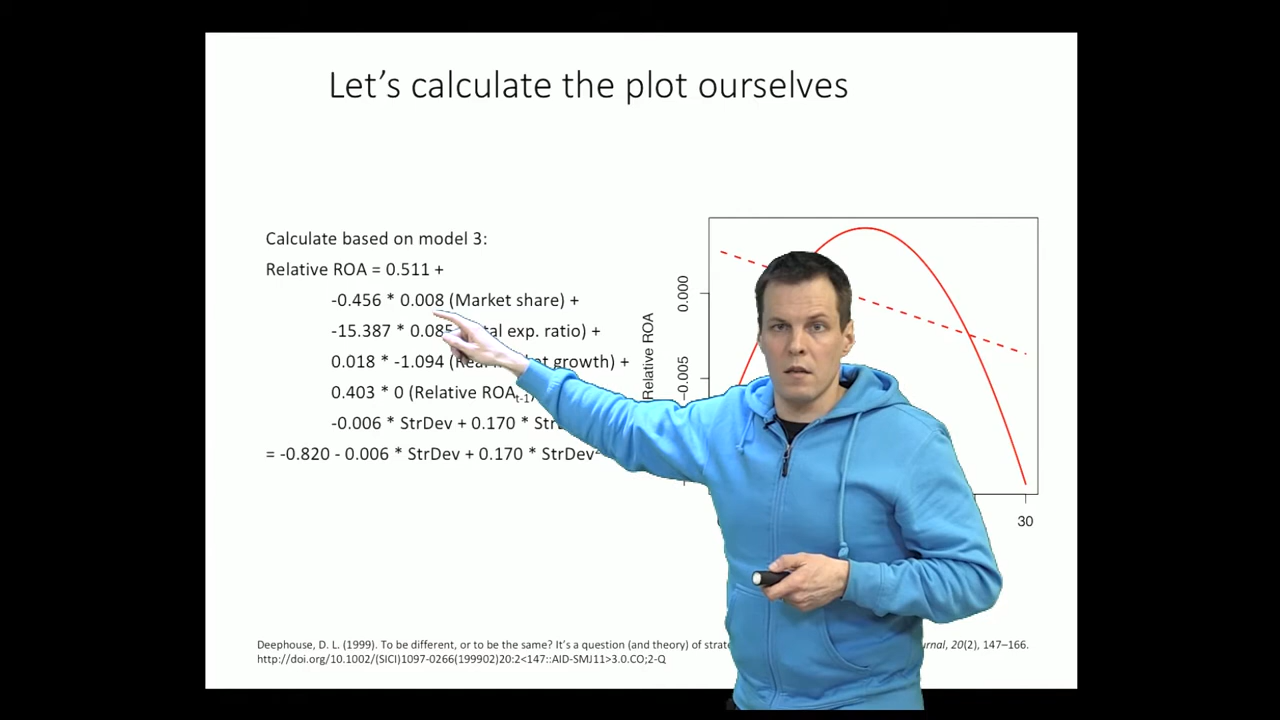 Let's calculate the plot ourselves
Calculate based on model 3:
Relative ROA = 0.511 +
-0.456 * 0.008 (Market share) +
-15.387 * 0.085 exp. ratio) +
0.018 * -1.094 growth) +
0.403 * 0 (Relative ROA t-1
-0.006 * StrDev + 0.170 *
= -0.820 - 0.006 * StrDev + 0.170 * StrDev
Relative ROA
0.000
-0.005
30
Deephouse, D. L. (1999). To be different, or to be the same? It's a question (and theory) of , 20(2), 147–166.
http://doi.org/10.1002/(SICI)1097-0266(199902)20:2<147::AID-SMJ11>3.0.CO;2-Q